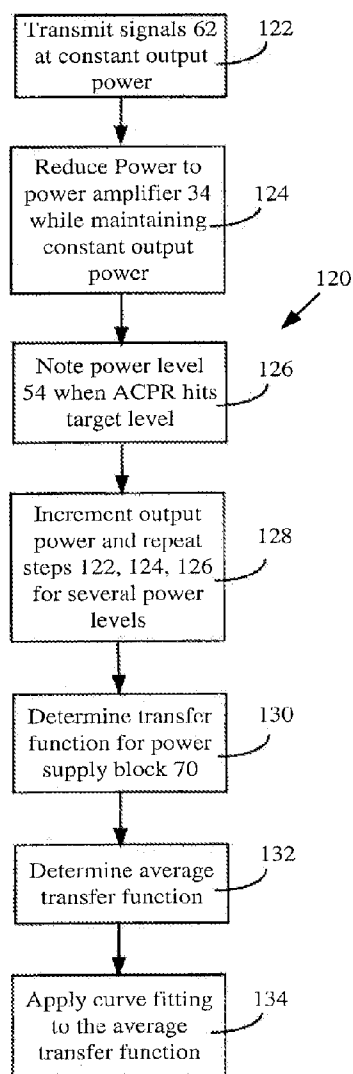 Transmit signals 62
at constant output
power
122
Reduce Power to
power amplifier 34
while maintaining
constant output
power
124
120
Note power level
54 when ACPR hits
target level
126
Increment output
power and repeat
steps 122, 124, 126
for several power
levels
128
Determine transfer
function for power
supply block 70
130
Determine average
transfer function
132
Apply curve fitting
to the average
transfer function
134